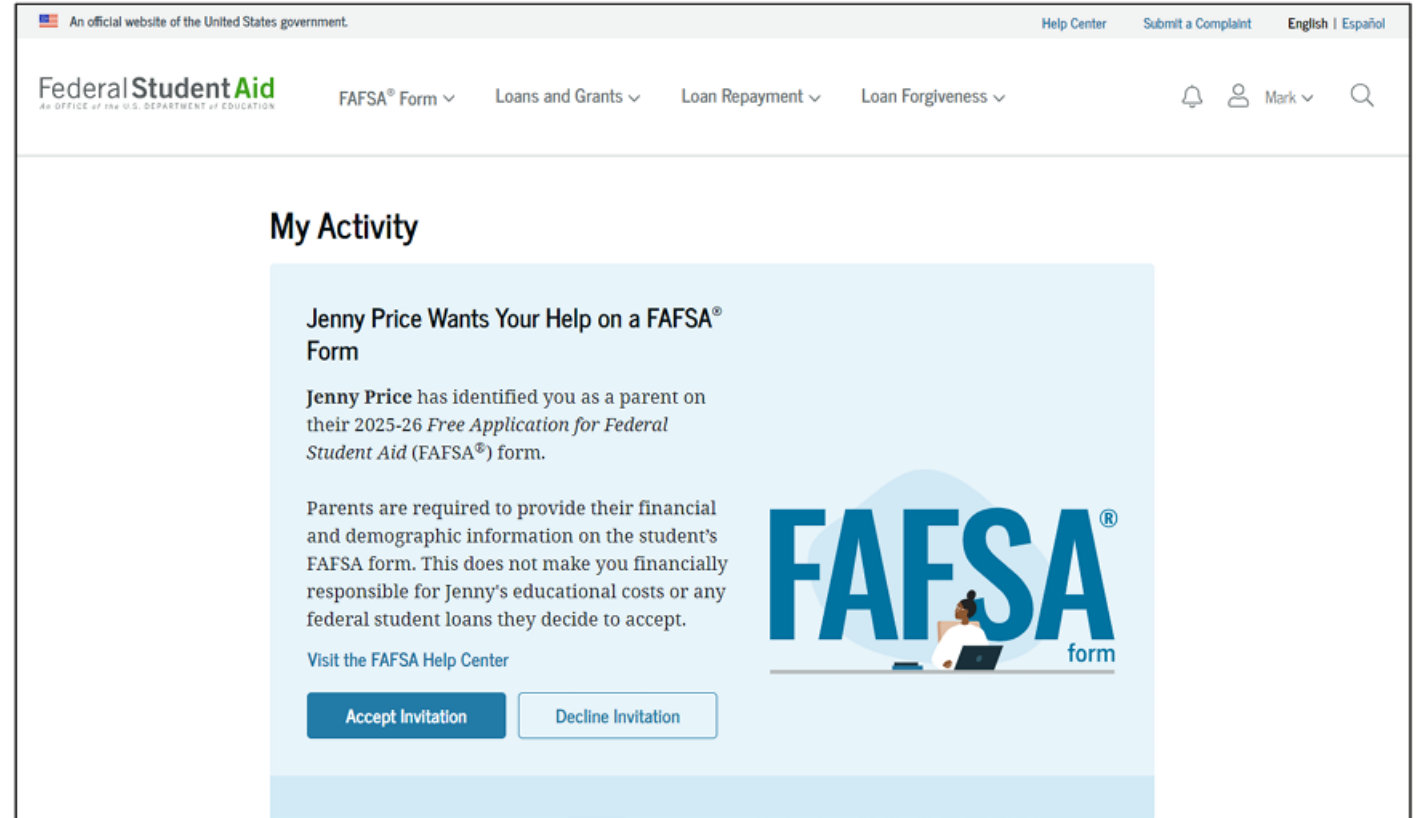 An official website of the United States government.
Help Center Submit a Complaint English | Español
Federal Student Aid
An OFFICE of the U.S. DEPARTMENT of EDUCATION
FAFSA® Form Loans and Grants Loan Repayment Loan Forgiveness Mark
My Activity
Jenny Price Wants Your Help on a FAFSA®
Form
Jenny Price has identified you as a parent on
their 2025-26 Free Application for Federal
Student Aid (FAFSA®) form.
Parents are required to provide their financial
and demographic information on the student's
FAFSA form. This does not make you financially
responsible for Jenny's educational costs or any
federal student loans they decide to accept.
Visit the FAFSA Help Center
Accept Invitation Decline Invitation
FAFSA®
form